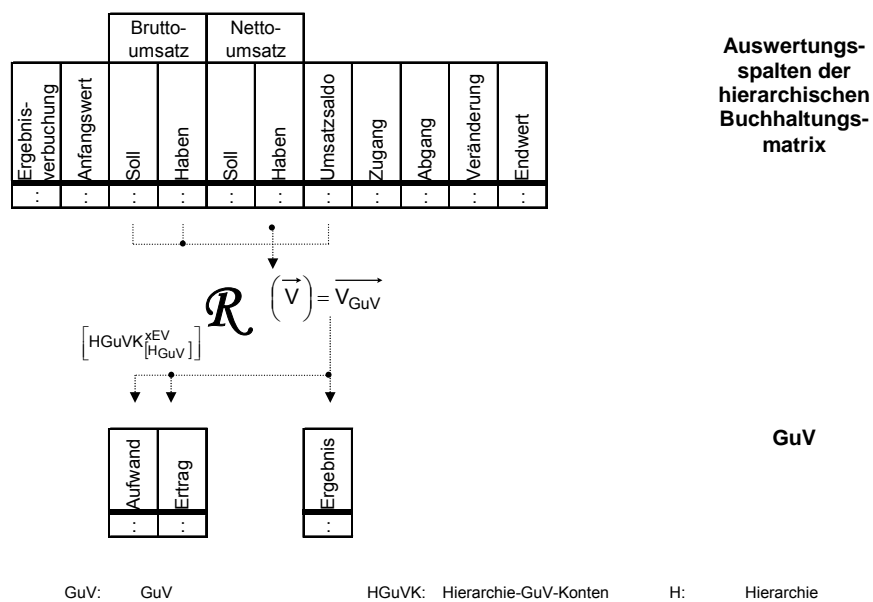 Brutto-
umsatz
Netto-
umsatz
Auswertungs-
spalten der
hierarchischen
Buchhaltungs-
matrix
Ergebnis-
verbuchung
Anfangswert
Soll
Haben
Soll
Haben
Umsatzsaldo
Zugang
Abgang
Veränderung
Endwert
: : : : : : : : : : :
R (V) = V_GuV
[HGuVK^xEV_[H_GuV]]
Aufwand
Ertrag
Ergebnis
: : :
GuV
GuV: GuV HGuVK: Hierarchie-GuV-Konten H: Hierarchie